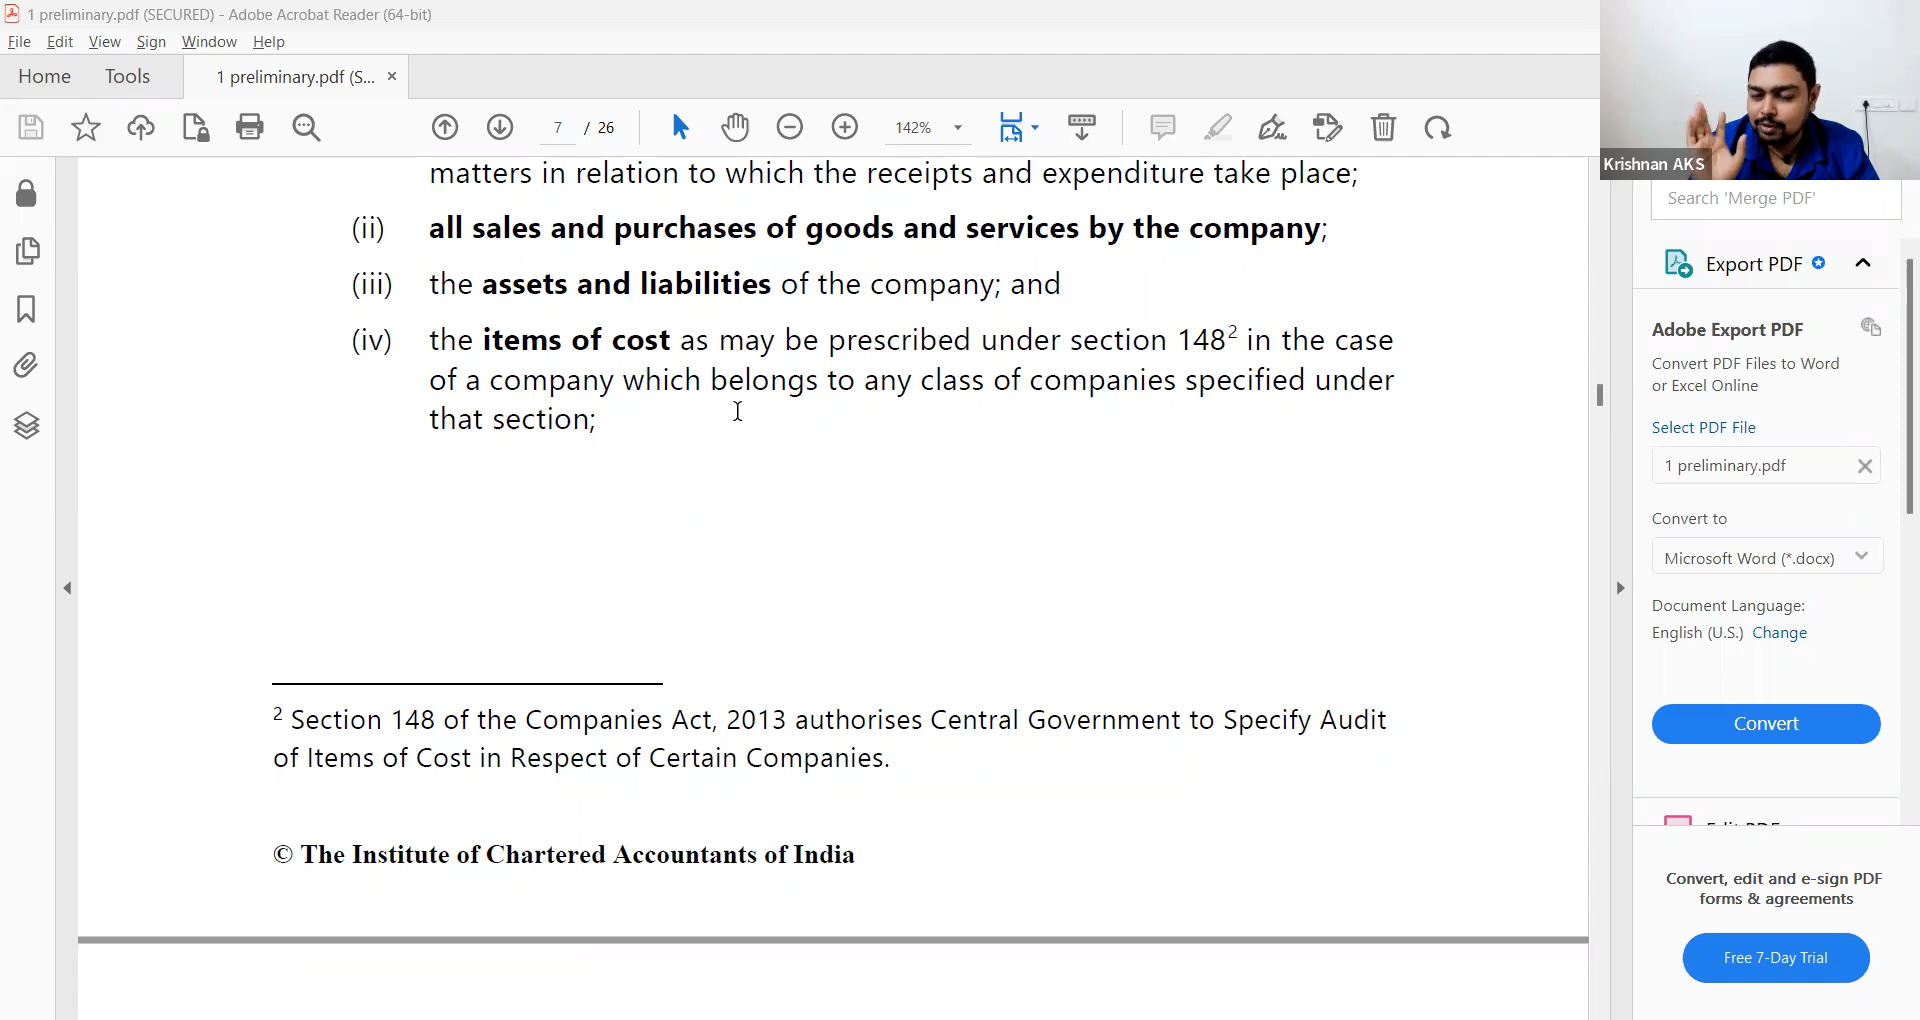 1 preliminary.pdf (SECURED) - Adobe Acrobat Reader (64-bit)
File Edit View Sign Window Help
Home Tools 1 preliminary.pdf (S... ×
7 / 26 142%
Krishnan AKS
matters in relation to which the receipts and expenditure take place;
(ii) all sales and purchases of goods and services by the company;
(iii) the assets and liabilities of the company; and
(iv) the items of cost as may be prescribed under section 148² in the case
of a company which belongs to any class of companies specified under
that section;
² Section 148 of the Companies Act, 2013 authorises Central Government to Specify Audit
of Items of Cost in Respect of Certain Companies.
© The Institute of Chartered Accountants of India
Search 'Merge PDF'
Export PDF
Adobe Export PDF
Convert PDF Files to Word
or Excel Online
Select PDF File
1 preliminary.pdf
Convert to
Microsoft Word (*.docx)
Document Language:
English (U.S.) Change
Convert
Convert, edit and e-sign PDF
forms & agreements
Free 7-Day Trial